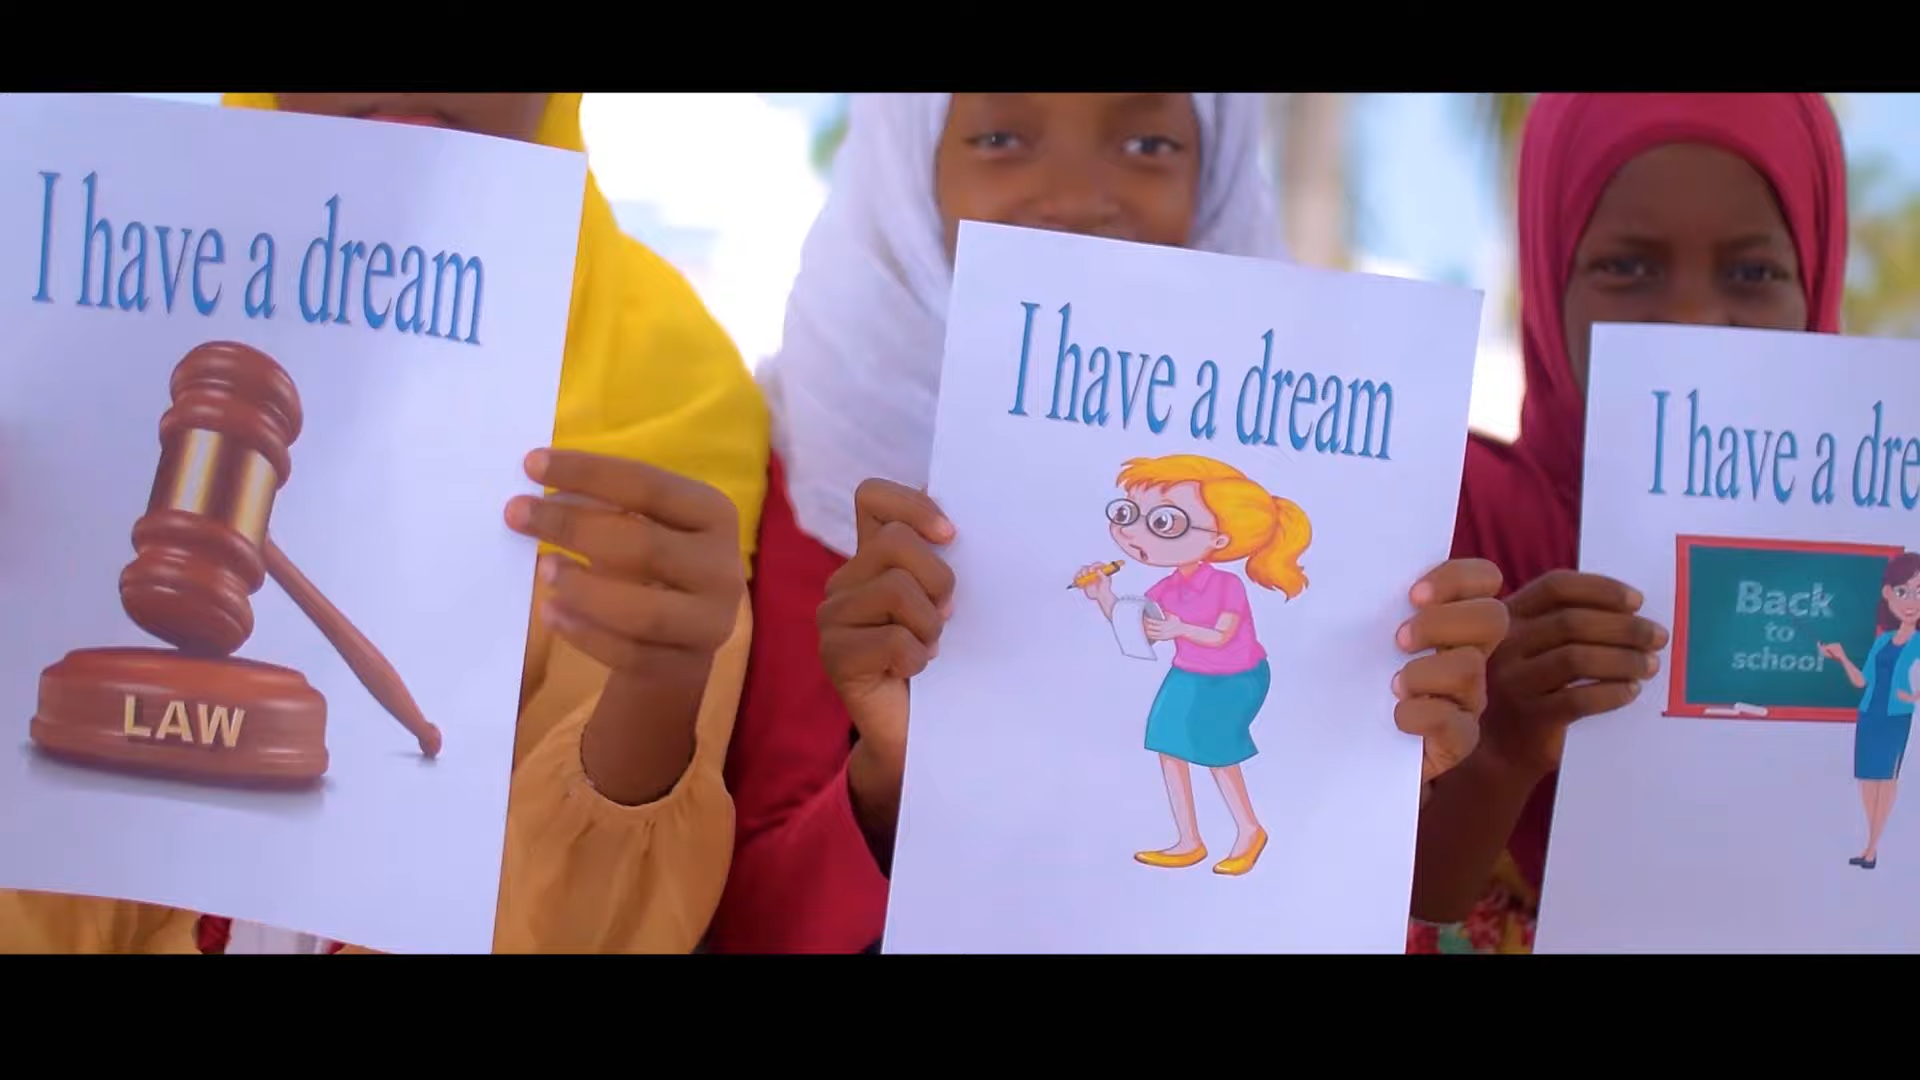 I have a dream
LAW
I have a dream
I have a dre
Back
to
school